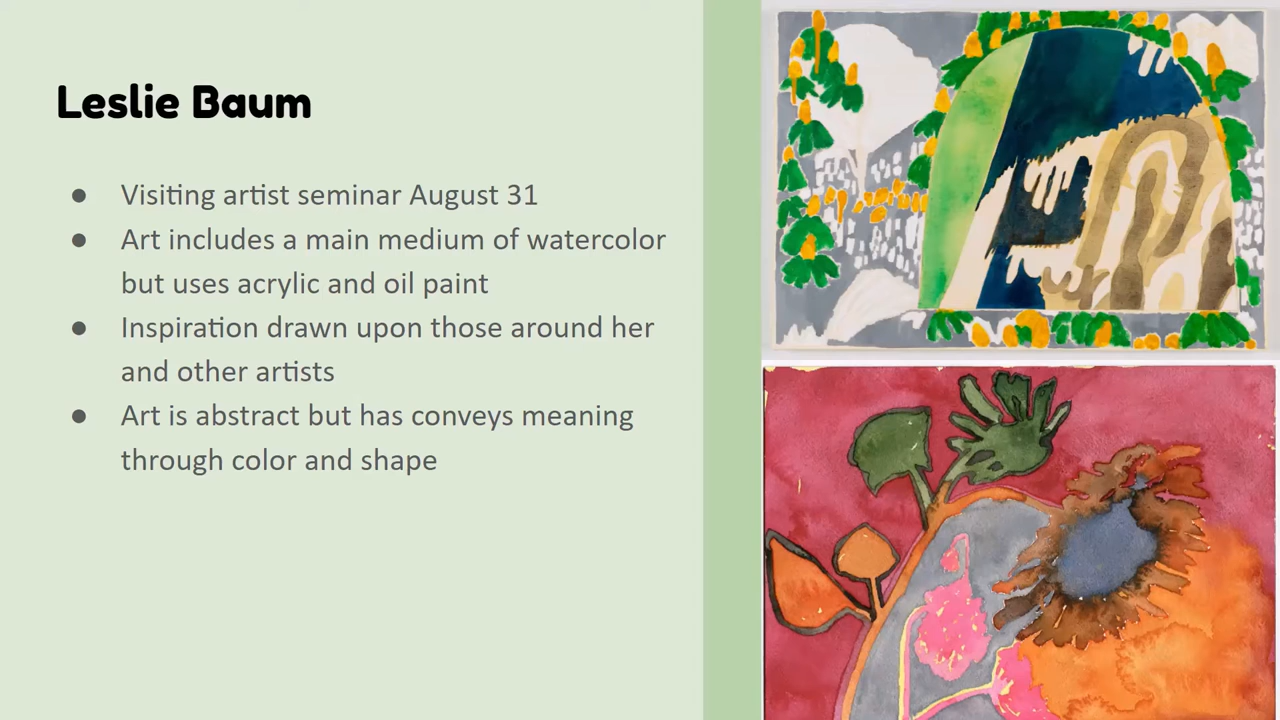 Leslie Baum
● Visiting artist seminar August 31
● Art includes a main medium of watercolor
but uses acrylic and oil paint
● Inspiration drawn upon those around her
and other artists
● Art is abstract but has conveys meaning
through color and shape